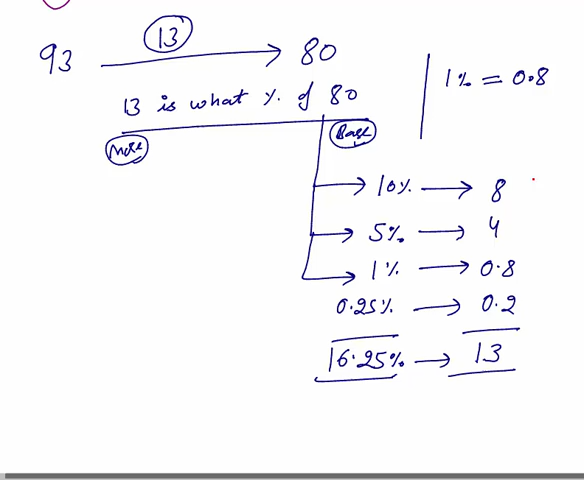 13
93 → 80
13 is what % of 80
More
Base
1% = 0.8
10% → 8
5% → 4
1% → 0.8
0.25% → 0.2
16.25% → 13